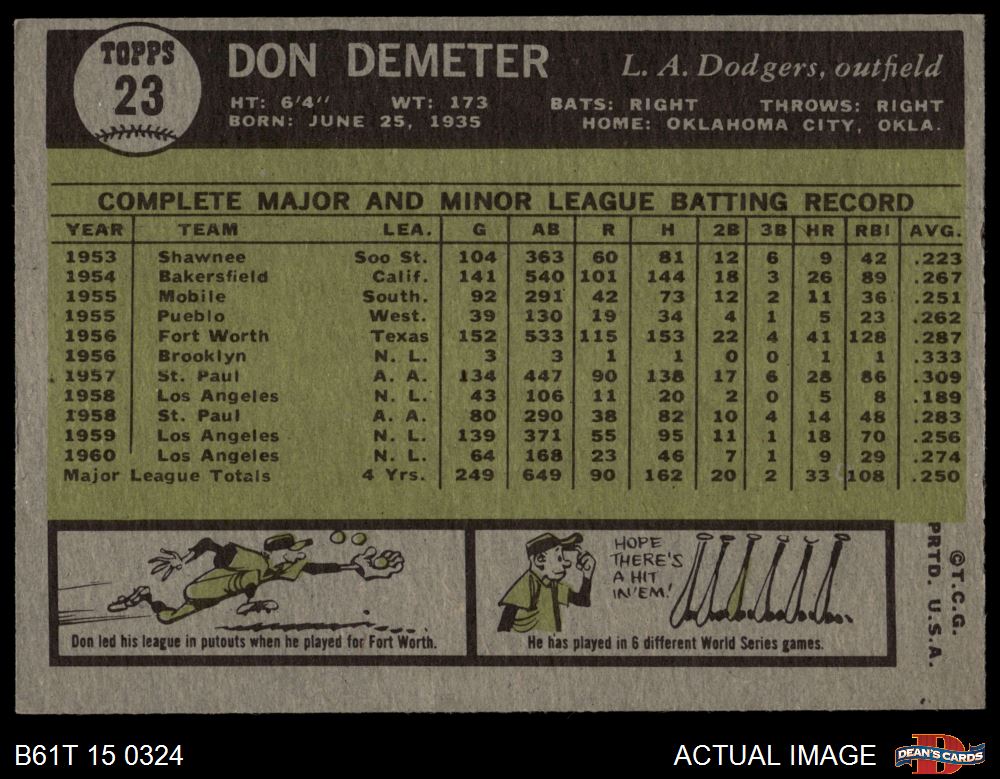 TOPPS
23
DON DEMETER L. A. Dodgers, outfield
HT: 6'4" WT: 173 BATS: RIGHT THROWS: RIGHT
BORN: JUNE 25, 1935 HOME: OKLAHOMA CITY, OKLA.
COMPLETE MAJOR AND MINOR LEAGUE BATTING RECORD
YEAR TEAM LEA. G AB R H 2B 3B HR RBI AVG.
1953 Shawnee Soo St. 104 363 60 81 12 6 9 42 .223
1954 Bakersfield Calif. 141 540 101 144 18 3 26 89 .267
1955 Mobile South. 92 291 42 73 12 2 11 36 .251
1955 Pueblo West. 39 130 19 34 4 1 5 23 .262
1956 Fort Worth Texas 152 533 115 153 22 4 41 128 .287
1956 Brooklyn N. L. 3 3 1 1 0 0 1 1 .333
1957 St. Paul A. A. 134 447 90 138 17 6 28 86 .309
1958 Los Angeles N. L. 43 106 11 20 2 0 5 8 .189
1958 St. Paul A. A. 80 290 38 82 10 4 14 48 .283
1959 Los Angeles N. L. 139 371 55 95 11 1 18 70 .256
1960 Los Angeles N. L. 64 168 23 46 7 1 9 29 .274
Major League Totals 4 Yrs. 249 649 90 162 20 2 33 108 .250
HOPE
THERE'S
A HIT
IN 'EM!
Don led his league in putouts when he played for Fort Worth.
He has played in 6 different World Series games.
©T.C.G.
PRTD. U.S.A.
B61T 15 0324 ACTUAL IMAGE
DEAN'S CARDS